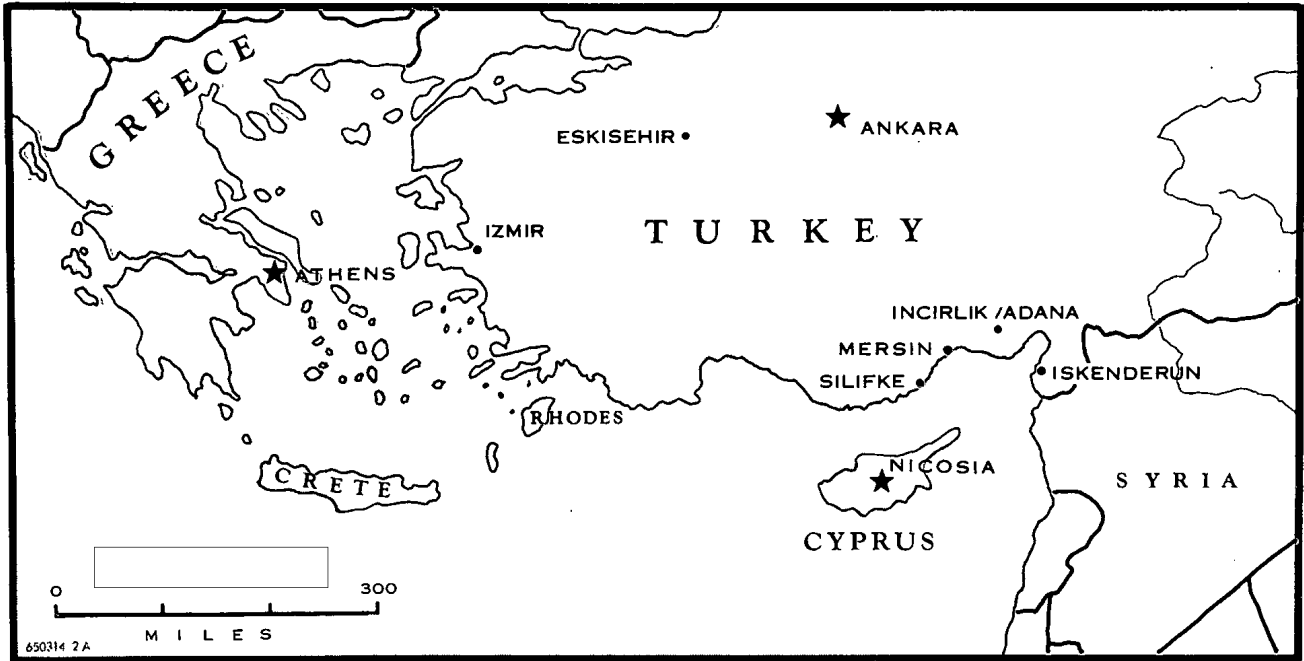 GREECE
ESKISEHIR
ANKARA
TURKEY
IZMIR
ATHENS
INCIRLIK/ADANA
MERSIN
SILIFKE
ISKENDERUN
RHODES
NICOSIA
CRETE
SYRIA
CYPRUS
0 300
MILES
650314 2A